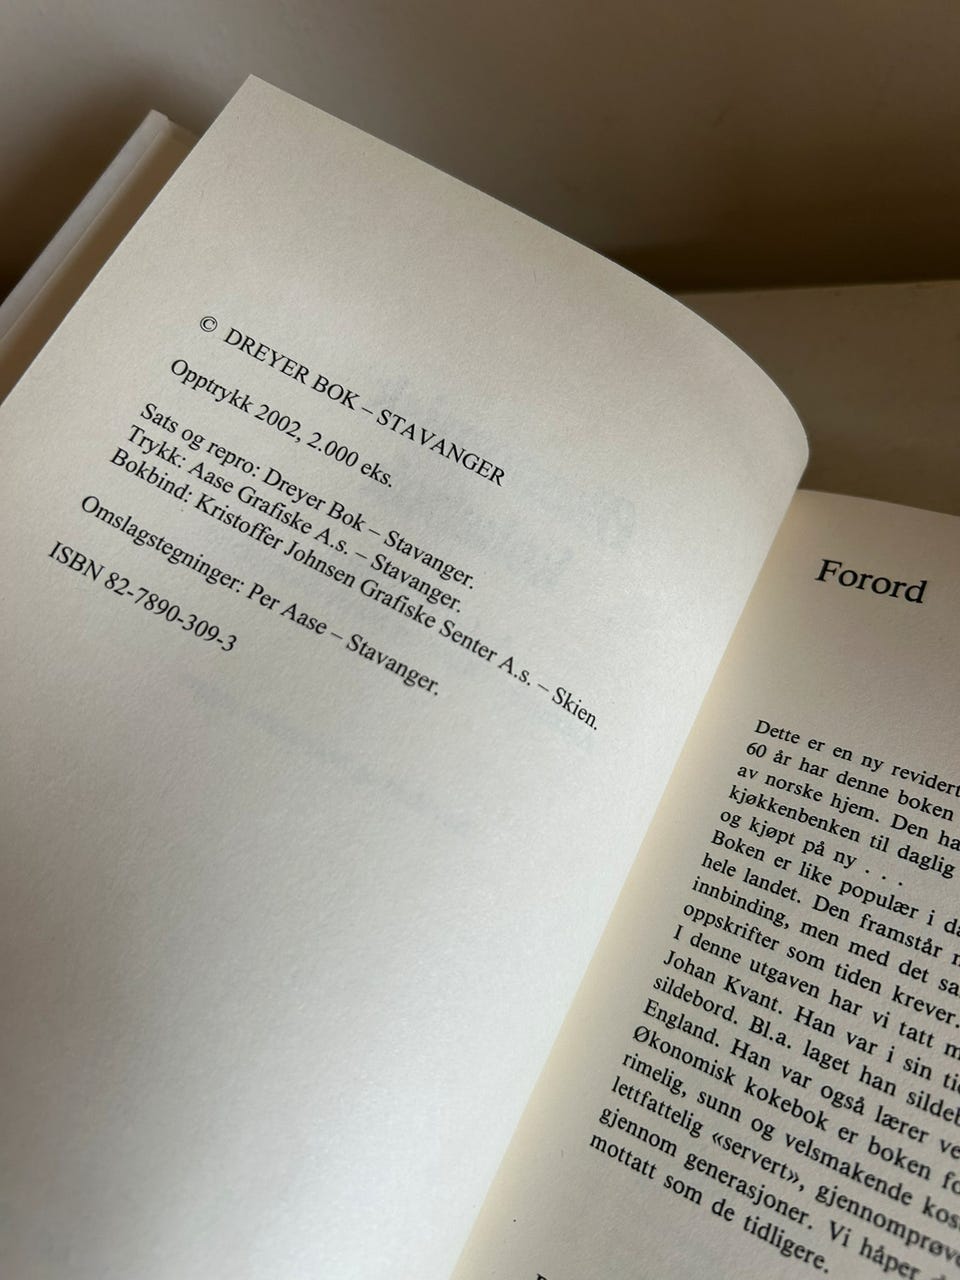 © DREYER BOK – STAVANGER
Opptrykk 2002, 2.000 eks.
Sats og repro: Dreyer Bok – Stavanger.
Trykk: Aase Grafiske A.s. – Stavanger.
Bokbind: Kristoffer Johnsen Grafiske Senter A.s. – Skien.
Omslagstegninger: Per Aase – Stavanger.
ISBN 82-7890-309-3
Forord
Dette er en ny revidert
60 år har denne boken
av norske hjem. Den ha
kjøkkenbenken til daglig
og kjøpt på ny . . .
Boken er like populær i da
hele landet. Den framstår
innbinding, men med det sa
oppskrifter som tiden krever.
I denne utgaven har vi tatt m
Johan Kvant. Han var i sin tid
sildebord. Bl.a. laget han sildeb
England. Han var også lærer ve
Økonomisk kokebok er boken fo
rimelig, sunn og velsmakende kos
lettfattelig «servert», gjennomprøv
gjennom generasjoner. Vi håper
mottatt som de tidligere.